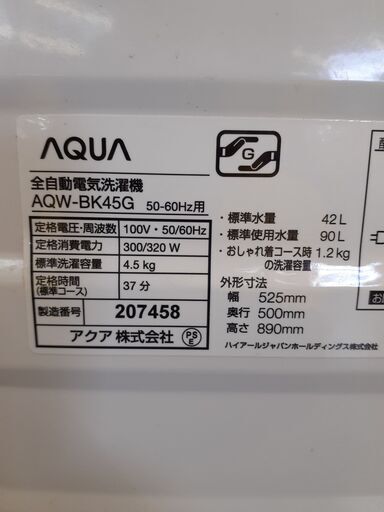 AQUA
全自動電気洗濯機
AQW-BK45G 50-60Hz用
定格電圧・周波数 100V・50/60Hz
定格消費電力 300/320 W
標準洗濯容量 4.5 kg
定格時間(標準コース) 37分
製造番号 207458
アクア 株式会社 PSE
G
・標準水量 42 L
・標準使用水量 90 L
・おしゃれ着コース時の洗濯容量 1.2 kg
外形寸法
幅 525mm
奥行 500mm
高さ 890mm
ハイアールジャパンホールディングス株式会社